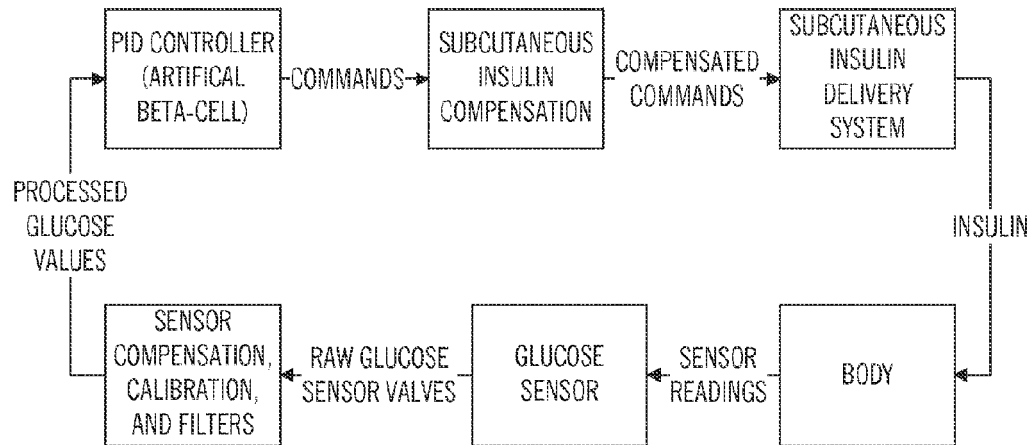 PID CONTROLLER
(ARTIFICAL
BETA-CELL)
COMMANDS
SUBCUTANEOUS
INSULIN
COMPENSATION
COMPENSATED
COMMANDS
SUBCUTANEOUS
INSULIN
DELIVERY
SYSTEM
INSULIN
BODY
SENSOR
READINGS
GLUCOSE
SENSOR
RAW GLUCOSE
SENSOR VALVES
SENSOR
COMPENSATION,
CALIBRATION,
AND FILTERS
PROCESSED
GLUCOSE
VALUES